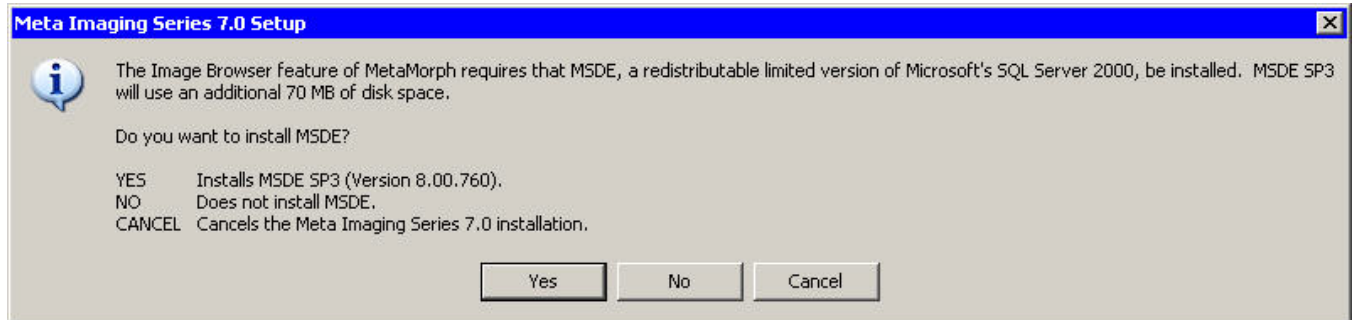 Meta Imaging Series 7.0 Setup
The Image Browser feature of MetaMorph requires that MSDE, a redistributable limited version of Microsoft's SQL Server 2000, be installed.  MSDE SP3
will use an additional 70 MB of disk space.
Do you want to install MSDE?
YES Installs MSDE SP3 (Version 8.00.760).
NO Does not install MSDE.
CANCEL Cancels the Meta Imaging Series 7.0 installation.
Yes No Cancel